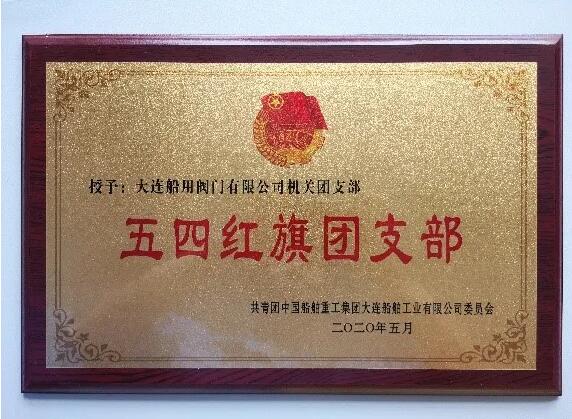 授予：大连船用阀门有限公司机关团支部
五四红旗团支部
共青团中国船舶重工集团大连船舶工业有限公司委员会
二〇二〇年五月